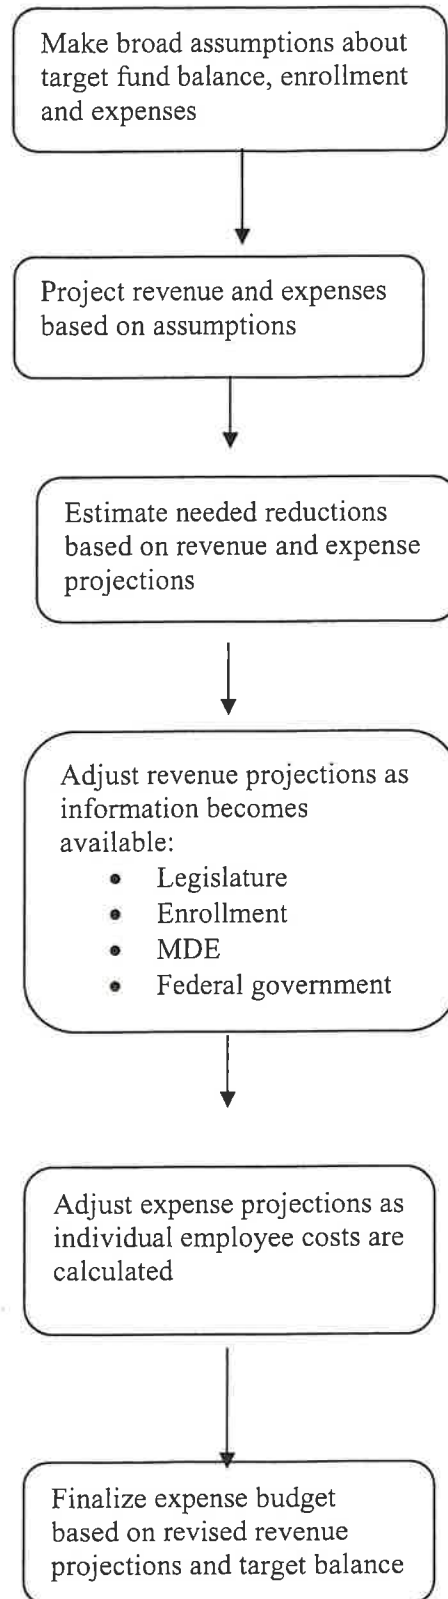 Make broad assumptions about
target fund balance, enrollment
and expenses
Project revenue and expenses
based on assumptions
Estimate needed reductions
based on revenue and expense
projections
Adjust revenue projections as
information becomes
available:
• Legislature
• Enrollment
• MDE
• Federal government
Adjust expense projections as
individual employee costs are
calculated
Finalize expense budget
based on revised revenue
projections and target balance